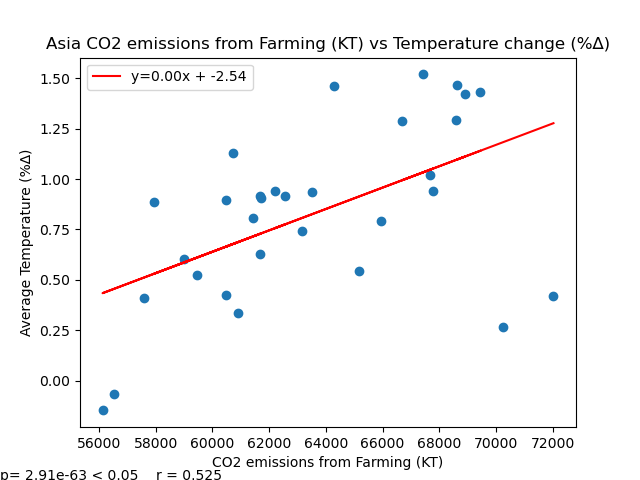 Asia CO2 emissions from Farming (KT) vs Temperature change (%Δ)
y=0.00x + -2.54
Average Temperature (%Δ)
1.50
1.25
1.00
0.75
0.50
0.25
0.00
56000 58000 60000 62000 64000 66000 68000 70000 72000
CO2 emissions from Farming (KT)
p= 2.91e-63 < 0.05 r = 0.525